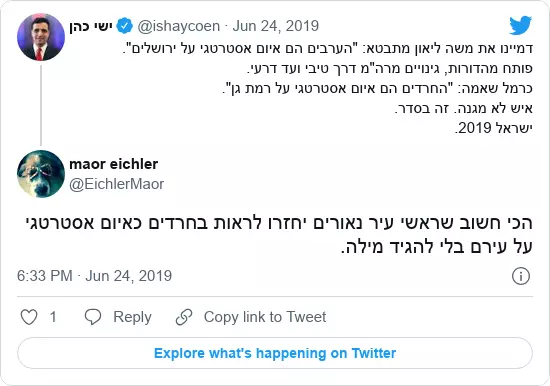 ישי כהן @ishaycoen · Jun 24, 2019
דמיינו את משה ליאון מתבטא: "הערבים הם איום אסטרטגי על ירושלים".
פותח מהדורות, גינויים מרה"מ דרך טיבי ועד דרעי.
כרמל שאמה: "החרדים הם איום אסטרטגי על רמת גן".
איש לא מגנה. זה בסדר.
ישראל 2019.
maor eichler
@EichlerMaor
הכי חשוב שראשי עיר נאורים יחזרו לראות בחרדים כאיום אסטרטגי
על עירם בלי להגיד מילה.
6:33 PM · Jun 24, 2019
1 Reply Copy link to Tweet
Explore what's happening on Twitter